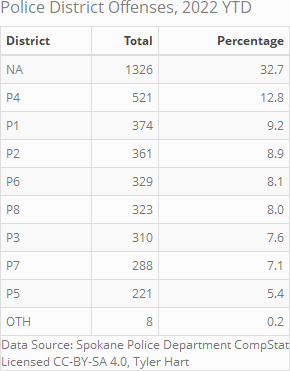 Police District Offenses, 2022 YTD
District Total Percentage
NA 1326 32.7
P4 521 12.8
P1 374 9.2
P2 361 8.9
P6 329 8.1
P8 323 8.0
P3 310 7.6
P7 288 7.1
P5 221 5.4
OTH 8 0.2
Data Source: Spokane Police Department CompStat
Licensed CC-BY-SA 4.0, Tyler Hart